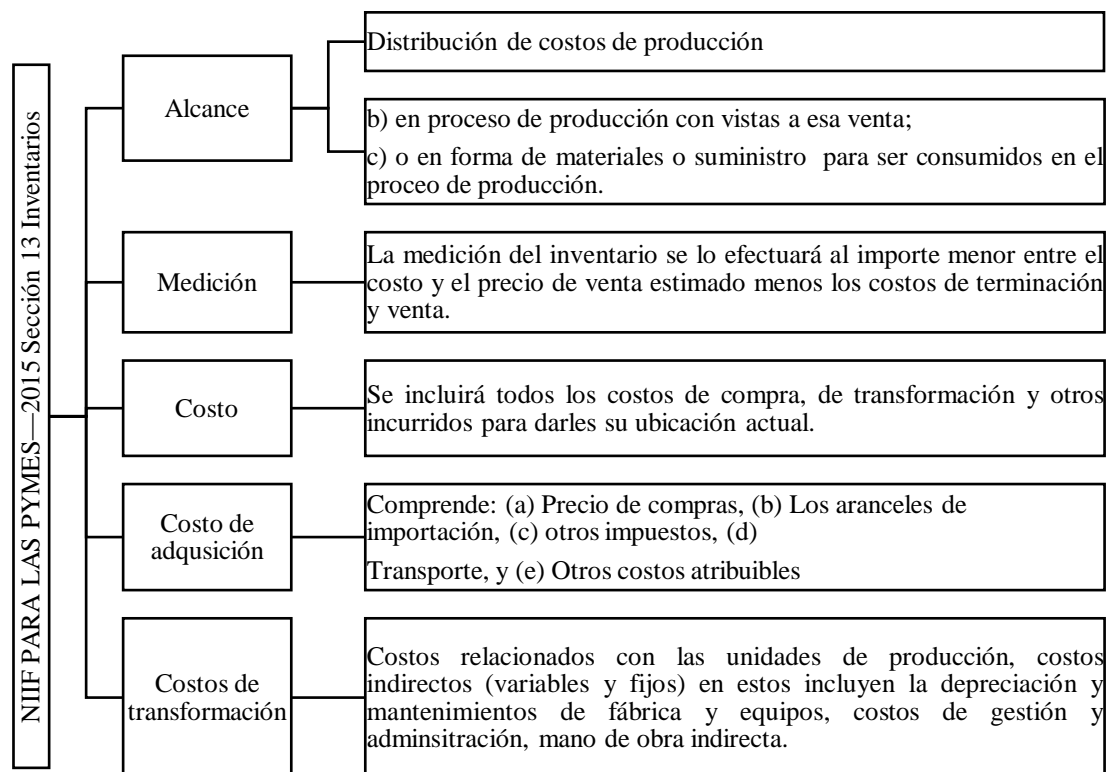 NIIF PARA LAS PYMES—2015 Sección 13 Inventarios
Alcance
Distribución de costos de producción
b) en proceso de producción con vistas a esa venta;
c) o en forma de materiales o suministro para ser consumidos en el
proceo de producción.
Medición
La medición del inventario se lo efectuará al importe menor entre el
costo y el precio de venta estimado menos los costos de terminación
y venta.
Costo
Se incluirá todos los costos de compra, de transformación y otros
incurridos para darles su ubicación actual.
Costo de
adqusición
Comprende: (a) Precio de compras, (b) Los aranceles de
importación, (c) otros impuestos, (d)
Transporte, y (e) Otros costos atribuibles
Costos de
transformación
Costos relacionados con las unidades de producción, costos
indirectos (variables y fijos) en estos incluyen la depreciación y
mantenimientos de fábrica y equipos, costos de gestión y
adminsitración, mano de obra indirecta.